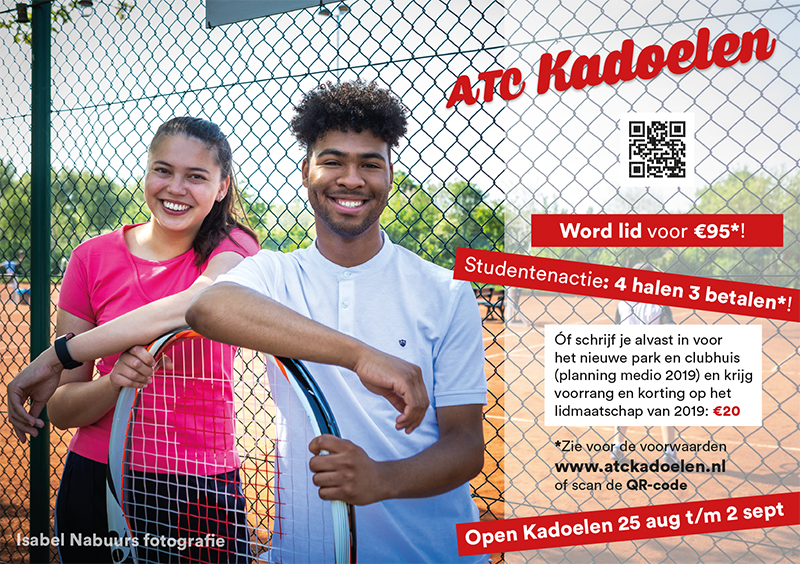 ATC Kadoelen
Word lid voor €95*!
Studentenactie: 4 halen 3 betalen*!
Óf schrijf je alvast in voor
het nieuwe park en clubhuis
(planning medio 2019) en krijg
voorrang en korting op het
lidmaatschap van 2019: €20
*Zie voor de voorwaarden
www.atckadoelen.nl
of scan de QR-code
Open Kadoelen 25 aug t/m 2 sept
Isabel Nabuurs fotografie